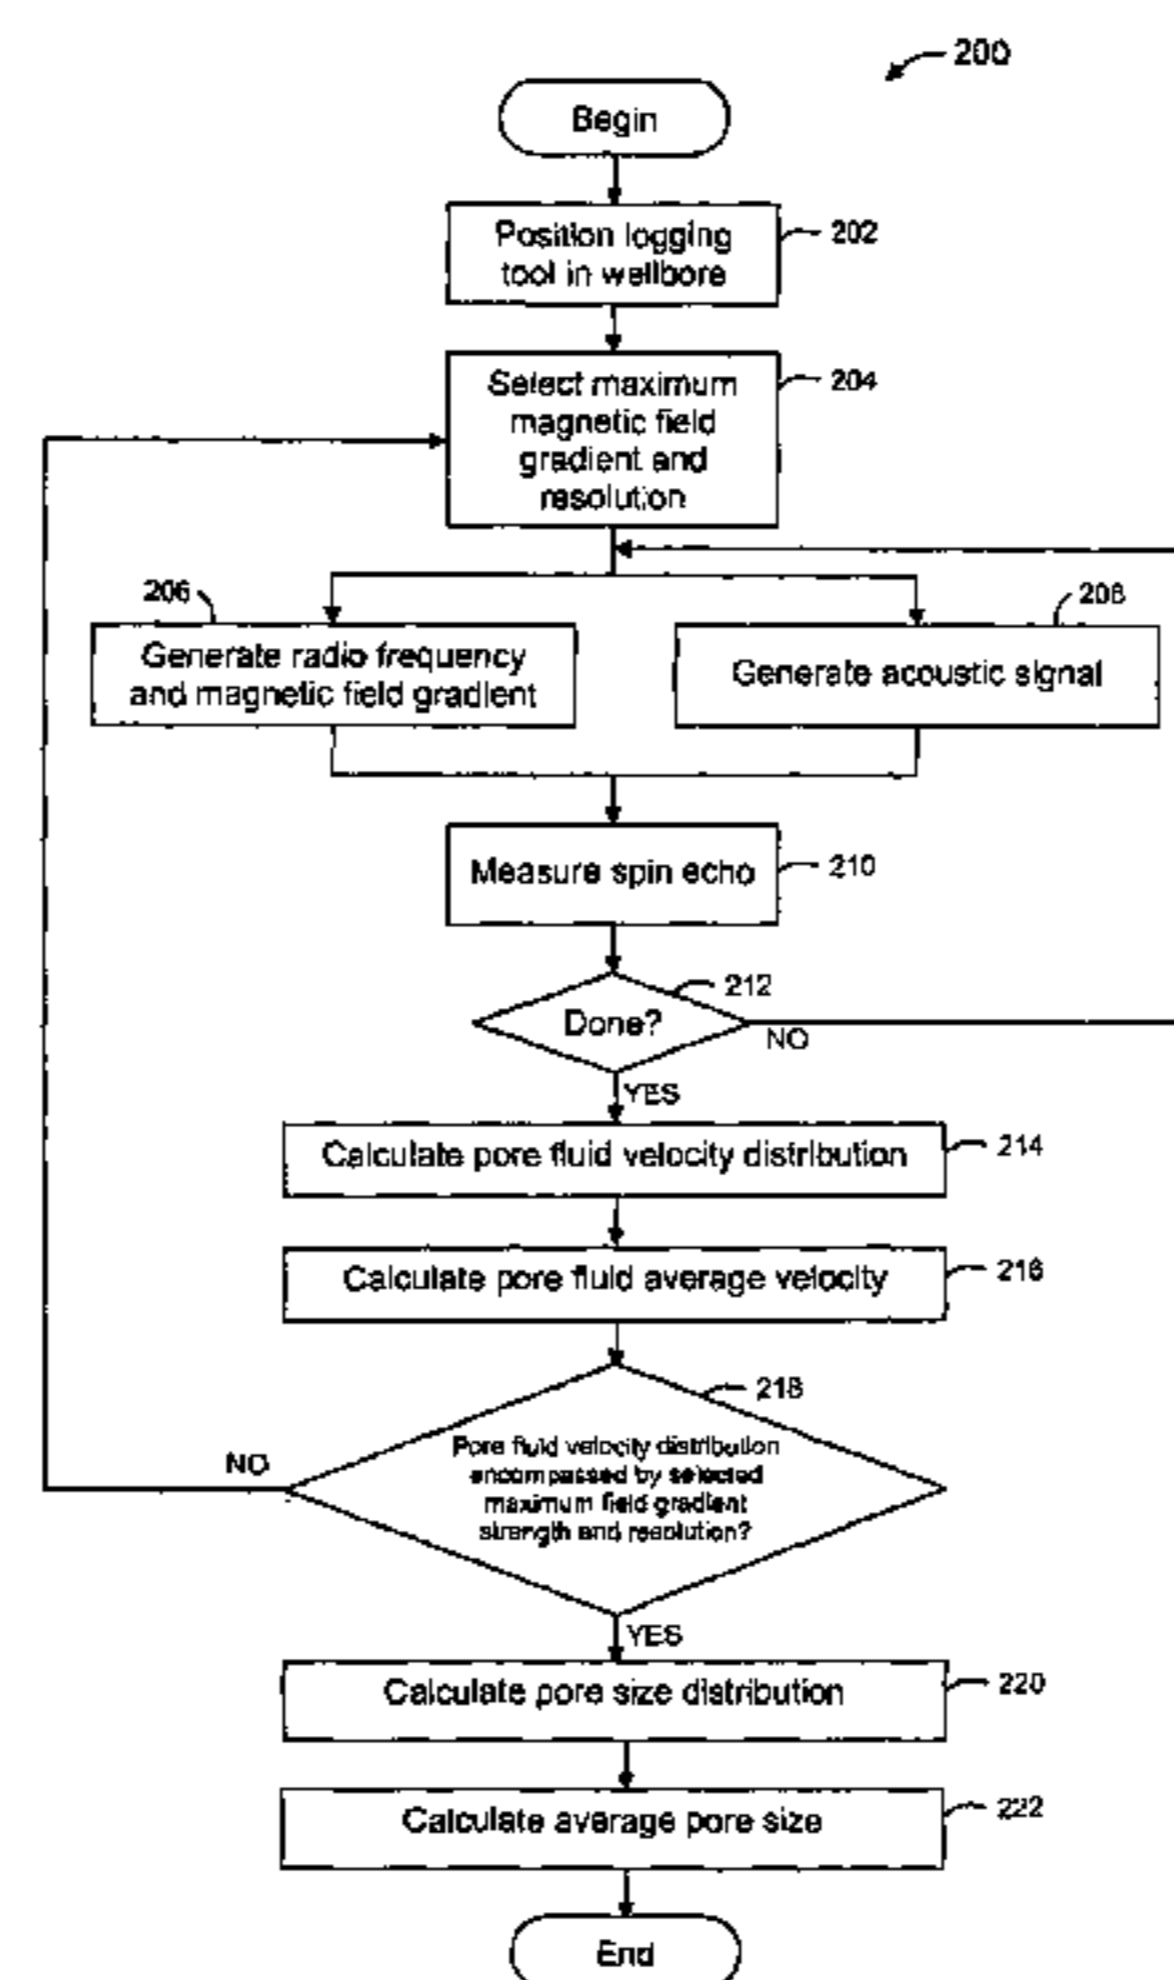 200
Begin
Position logging
tool in wellbore
202
Select maximum
magnetic field
gradient and
resolution
204
206
Generate radio frequency
and magnetic field gradient
208
Generate acoustic signal
Measure spin echo
210
212
Done?
NO
YES
Calculate pore fluid velocity distribution
214
Calculate pore fluid average velocity
216
218
Pore fluid velocity distribution
encompassed by selected
maximum field gradient
strength and resolution?
NO
YES
Calculate pore size distribution
220
Calculate average pore size
222
End